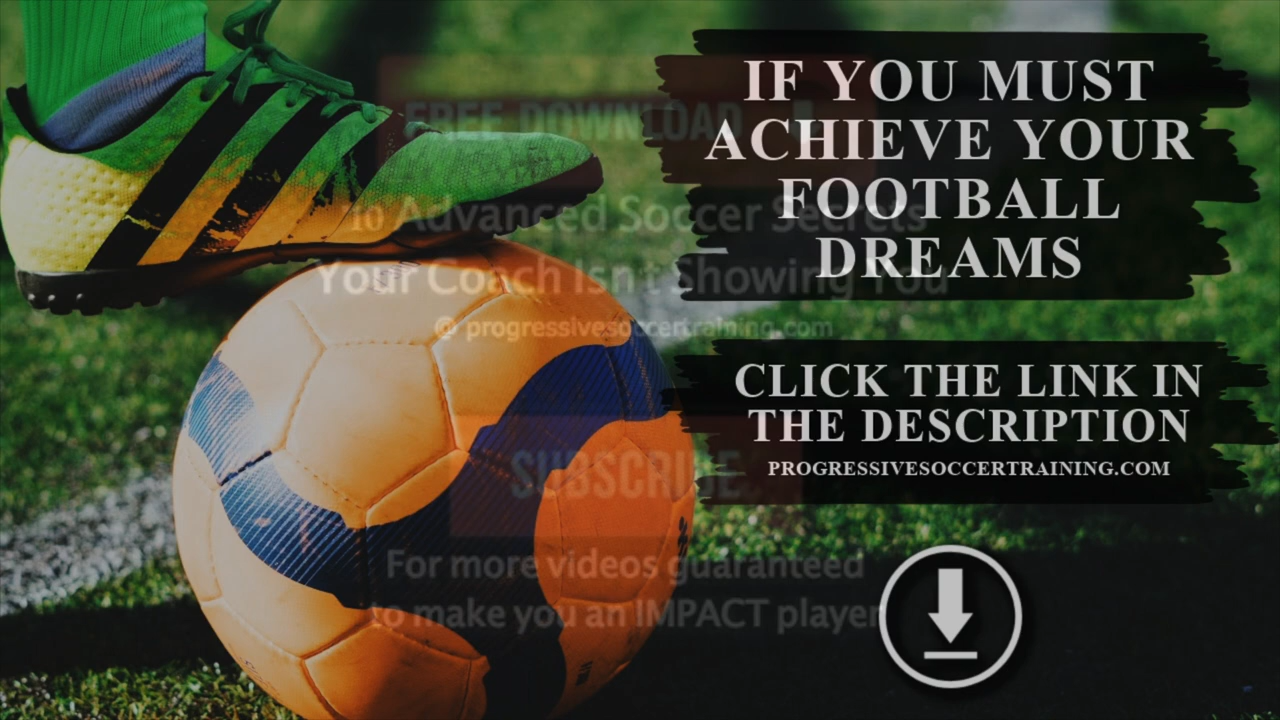 IF YOU MUST
ACHIEVE YOUR
FOOTBALL
DREAMS
FREE DOWNLOAD
To Advanced Soccer Secrets
Your Coach Isn't Showing You
© progressivesoccertraining.com
CLICK THE LINK IN
THE DESCRIPTION
PROGRESSIVESOCCERTRAINING.COM
SUBSCRIBE
For more videos guaranteed
to make you an IMPACT player